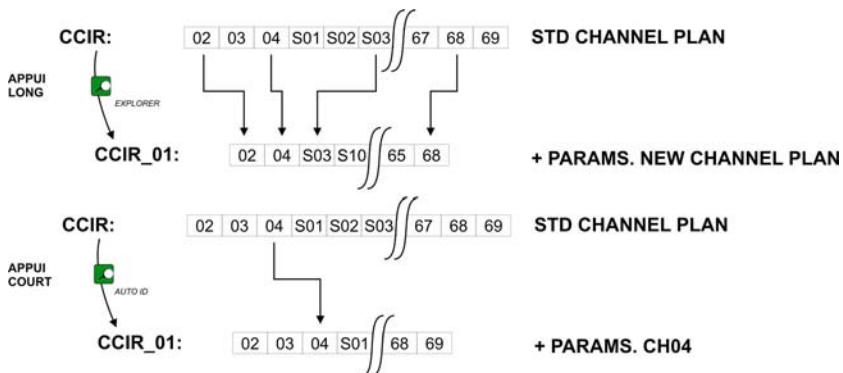 CCIR: 02 03 04 S01 S02 S03 67 68 69 STD CHANNEL PLAN
APPUI
LONG
EXPLORER
CCIR_01: 02 04 S03 S10 65 68 + PARAMS. NEW CHANNEL PLAN
CCIR: 02 03 04 S01 S02 S03 67 68 69 STD CHANNEL PLAN
APPUI
COURT
AUTO ID
CCIR_01: 02 03 04 S01 68 69 + PARAMS. CH04